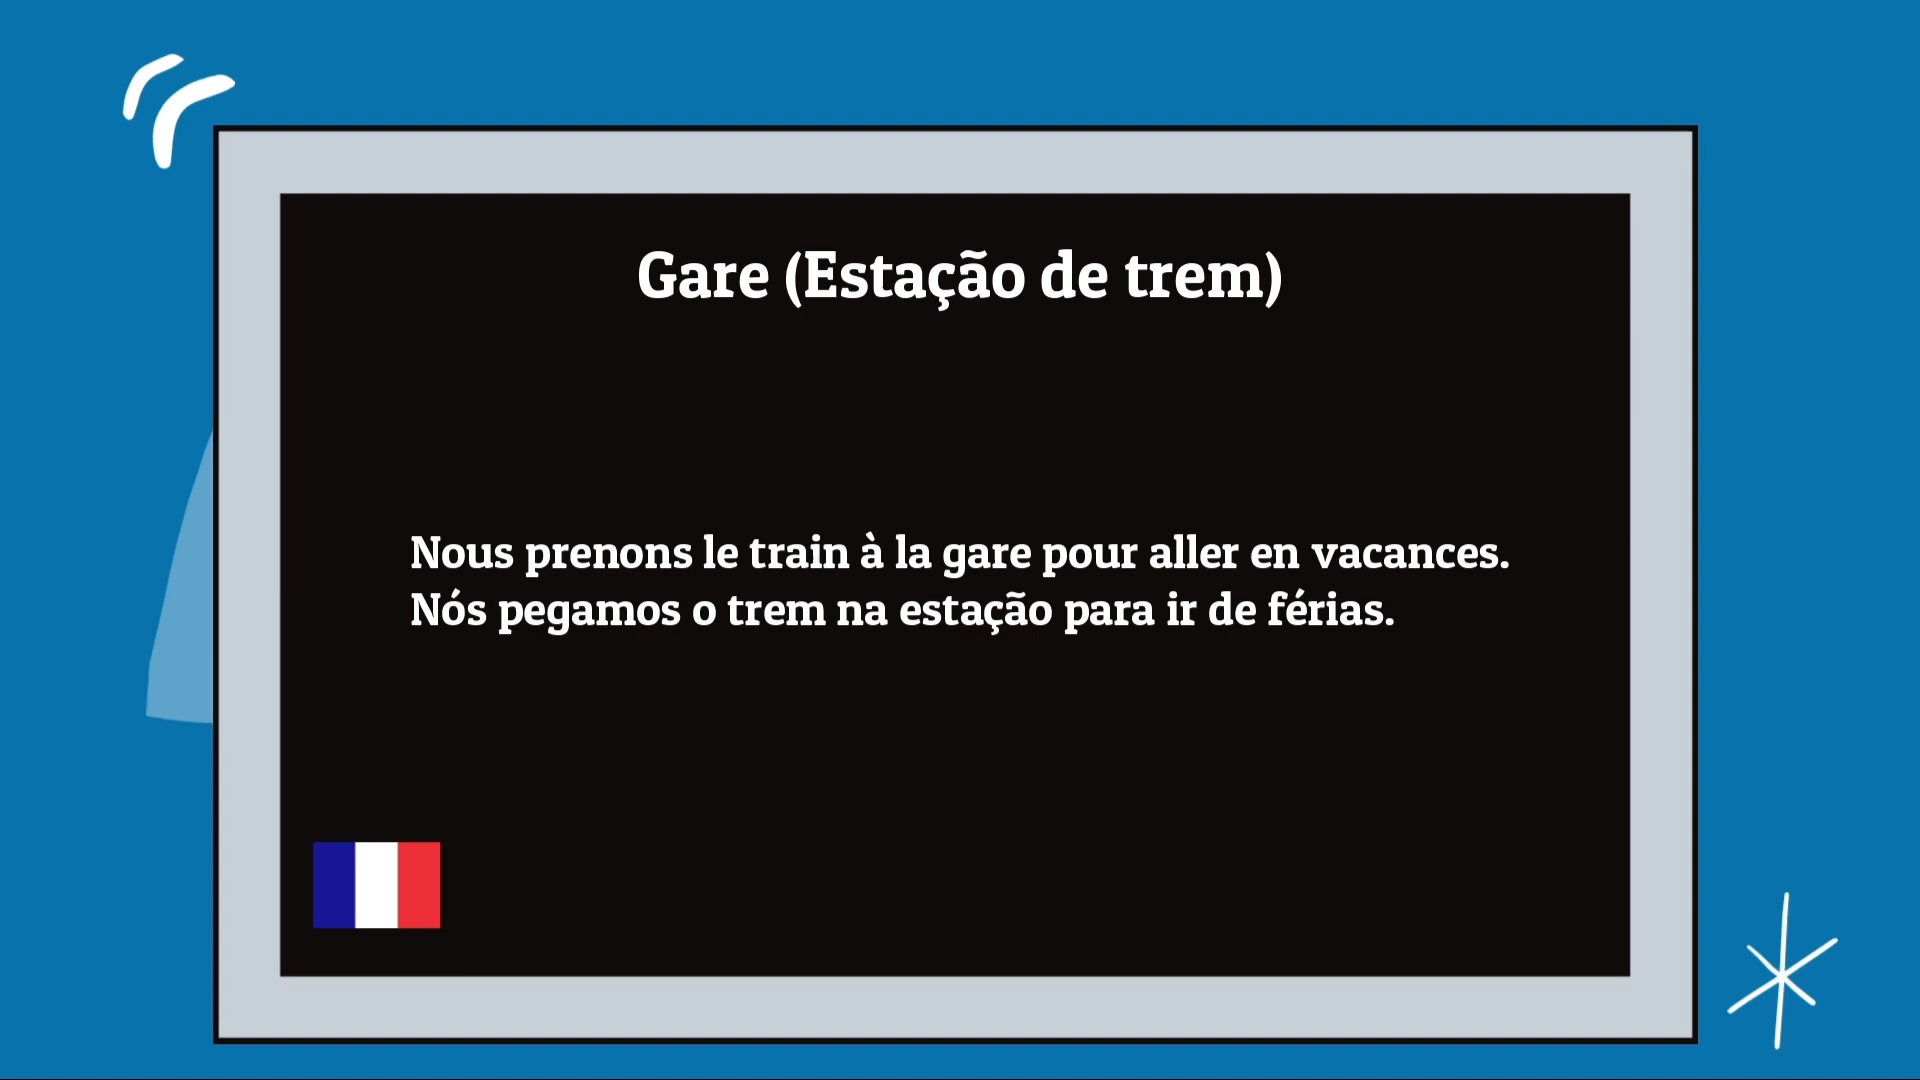 Gare (Estação de trem)
Nous prenons le train à la gare pour aller en vacances.
Nós pegamos o trem na estação para ir de férias.